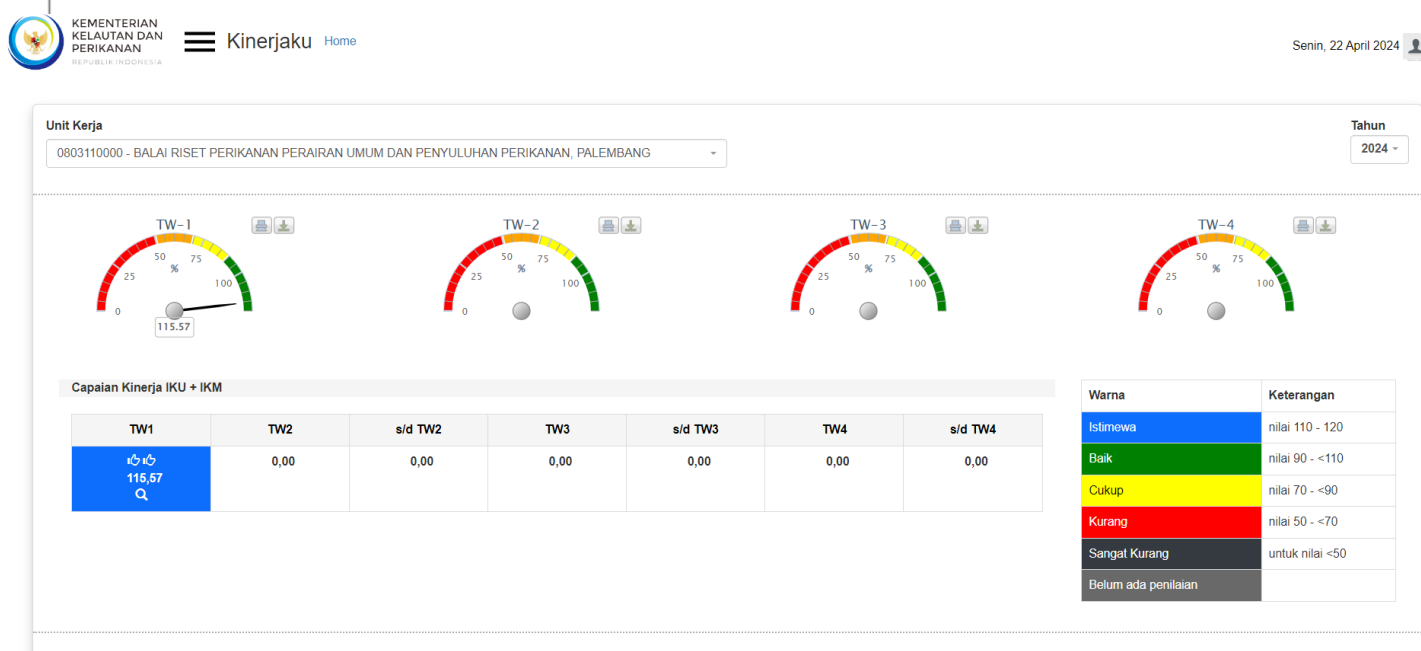 KEMENTERIAN
KELAUTAN DAN
PERIKANAN
REPUBLIK INDONESIA
Kinerjaku Home
Senin, 22 April 2024
Unit Kerja
Tahun
0803110000 - BALAI RISET PERIKANAN PERAIRAN UMUM DAN PENYULUHAN PERIKANAN, PALEMBANG
2024
TW-1
0
25
50
75
100
%
115.57
TW-2
0
25
50
75
100
%
TW-3
0
25
50
75
100
%
TW-4
0
25
50
75
100
%
Capaian Kinerja IKU + IKM
TW1 TW2 s/d TW2 TW3 s/d TW3 TW4 s/d TW4
115,57 0,00 0,00 0,00 0,00 0,00 0,00
Warna Keterangan
Istimewa nilai 110 - 120
Baik nilai 90 - <110
Cukup nilai 70 - <90
Kurang nilai 50 - <70
Sangat Kurang untuk nilai <50
Belum ada penilaian